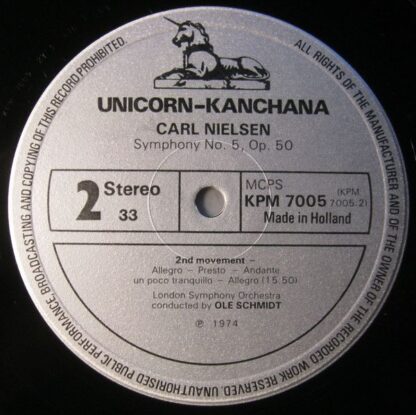 ALL RIGHTS OF THE MANUFACTURER AND OF THE OWNER OF THE RECORDED WORK RESERVED. UNAUTHORISED PUBLIC PERFORMANCE, BROADCASTING AND COPYING OF THIS RECORD PROHIBITED.
UNICORN-KANCHANA
CARL NIELSEN
Symphony No. 5, Op. 50
2 Stereo
33
MCPS
KPM 7005 (KPM 7005.2)
Made in Holland
2nd movement –
Allegro – Presto – Andante
un poco tranquillo – Allegro (15.50)
London Symphony Orchestra
conducted by OLE SCHMIDT
℗ 1974